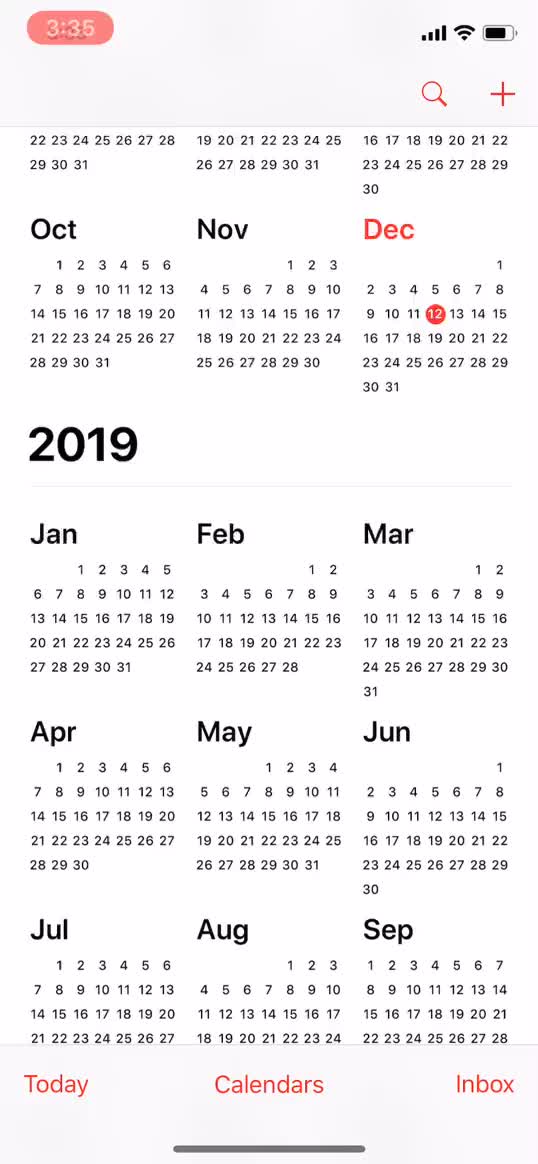 3:35
22 23 24 25 26 27 28 19 20 21 22 23 24 25 16 17 18 19 20 21 22
29 30 31 26 27 28 29 30 31 23 24 25 26 27 28 29
30
Oct Nov Dec
1 2 3 4 5 6 1 2 3 1
7 8 9 10 11 12 13 4 5 6 7 8 9 10 2 3 4 5 6 7 8
14 15 16 17 18 19 20 11 12 13 14 15 16 17 9 10 11 12 13 14 15
21 22 23 24 25 26 27 18 19 20 21 22 23 24 16 17 18 19 20 21 22
28 29 30 31 25 26 27 28 29 30 23 24 25 26 27 28 29
30 31
2019
Jan Feb Mar
1 2 3 4 5 1 2 1 2
6 7 8 9 10 11 12 3 4 5 6 7 8 9 3 4 5 6 7 8 9
13 14 15 16 17 18 19 10 11 12 13 14 15 16 10 11 12 13 14 15 16
20 21 22 23 24 25 26 17 18 19 20 21 22 23 17 18 19 20 21 22 23
27 28 29 30 31 24 25 26 27 28 24 25 26 27 28 29 30
31
Apr May Jun
1 2 3 4 5 6 1 2 3 4 1
7 8 9 10 11 12 13 5 6 7 8 9 10 11 2 3 4 5 6 7 8
14 15 16 17 18 19 20 12 13 14 15 16 17 18 9 10 11 12 13 14 15
21 22 23 24 25 26 27 19 20 21 22 23 24 25 16 17 18 19 20 21 22
28 29 30 26 27 28 29 30 31 23 24 25 26 27 28 29
30
Jul Aug Sep
1 2 3 4 5 6 1 2 3 1 2 3 4 5 6 7
7 8 9 10 11 12 13 4 5 6 7 8 9 10 8 9 10 11 12 13 14
14 15 16 17 18 19 20 11 12 13 14 15 16 17 15 16 17 18 19 20 21
21 22 23 24 25 26 27 18 19 20 21 22 23 24 22 23 24 25 26 27 28
Today Calendars Inbox